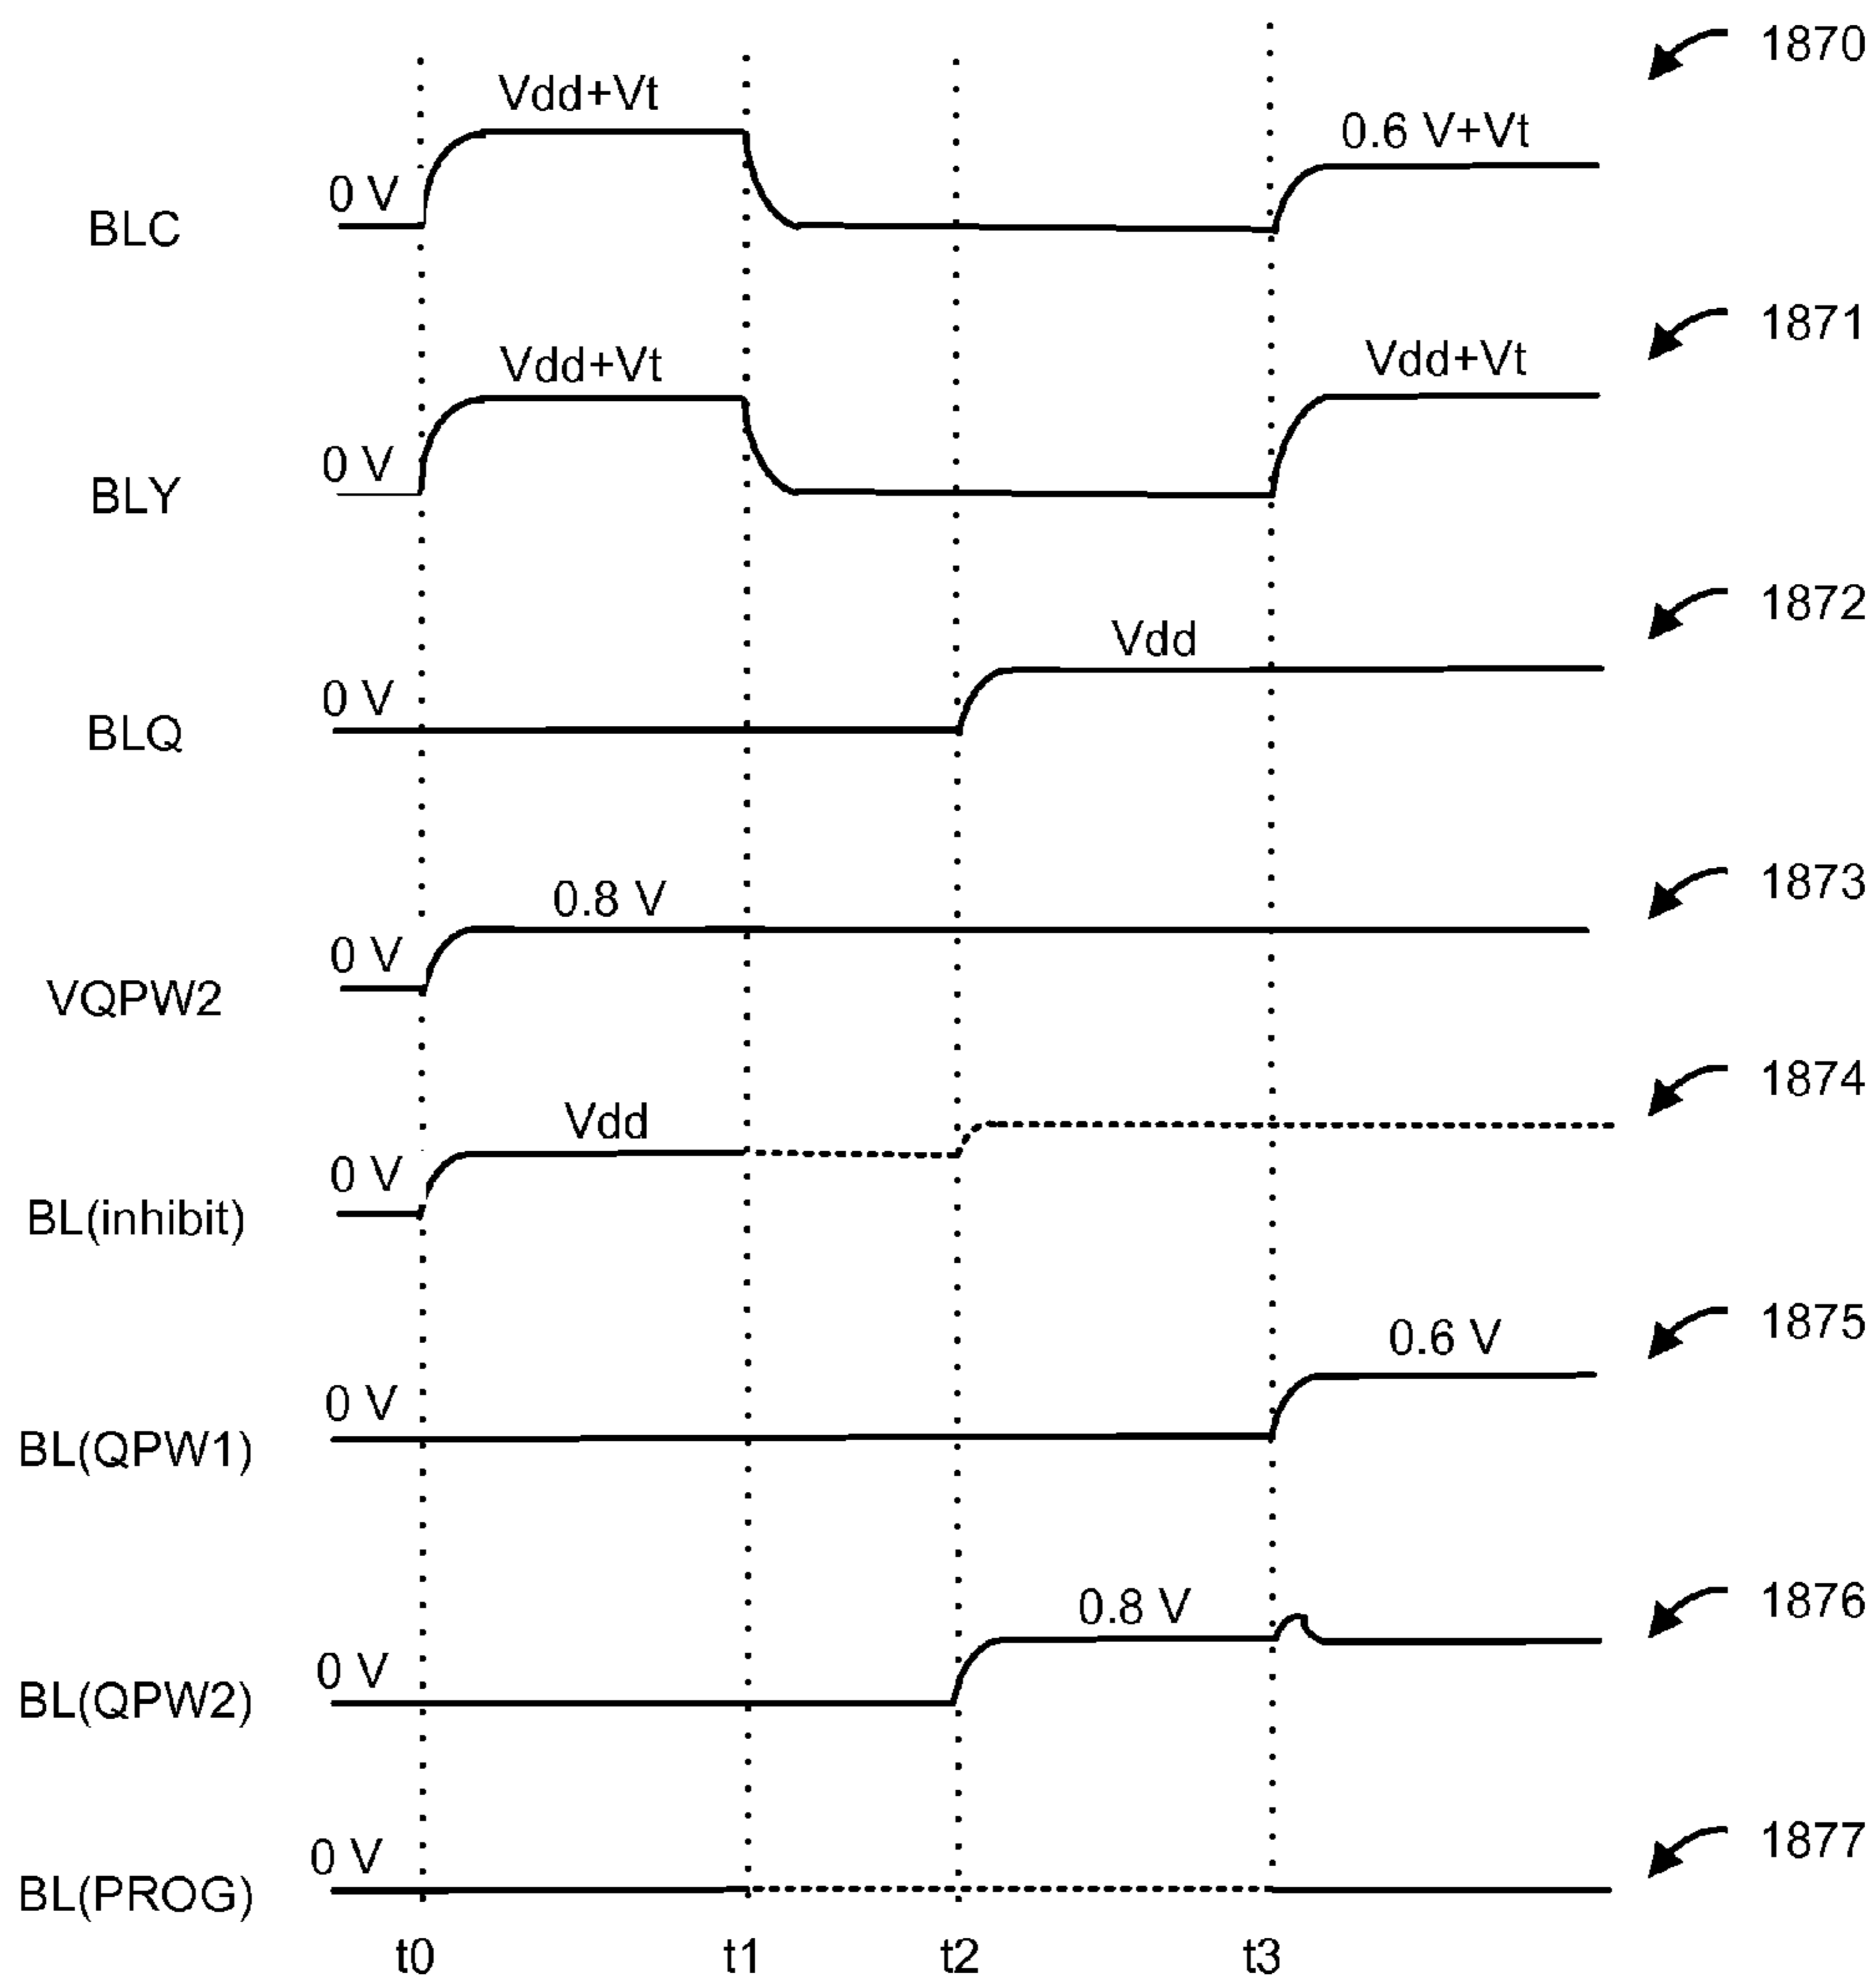 1870
Vdd+Vt
0.6 V+Vt
0 V
BLC
1871
Vdd+Vt
Vdd+Vt
0 V
BLY
1872
Vdd
0 V
BLQ
1873
0.8 V
0 V
VQPW2
1874
Vdd
0 V
BL(inhibit)
1875
0.6 V
0 V
BL(QPW1)
1876
0.8 V
0 V
BL(QPW2)
1877
0 V
BL(PROG)
t0 t1 t2 t3